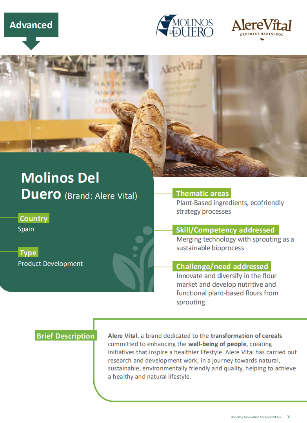 Advanced
MOLINOS
DEL DUERO
AlereVital
AlereVital
Molinos Del
Duero (Brand: Alere Vital)
Country
Spain
Type
Product Development
Thematic areas
Plant-Based ingredients, ecofriendly
strategy processes
Skill/Competency addressed
Merging technology with sprouting as a
sustainable bioprocess
Challenge/need addressed
Innovate and diversify in the flour
market and develop nutritive and
functional plant-based flours from
sprouting
Brief Description
Alere Vital, a brand dedicated to the transformation of cereals
committed to enhancing the well-being of people, creating
initiatives that inspire a healthier lifestyle. Alere Vital has carried out
research and development work, in a journey towards natural,
sustainable, environmentally friendly and quality, helping to achieve
a healthy and natural lifestyle.